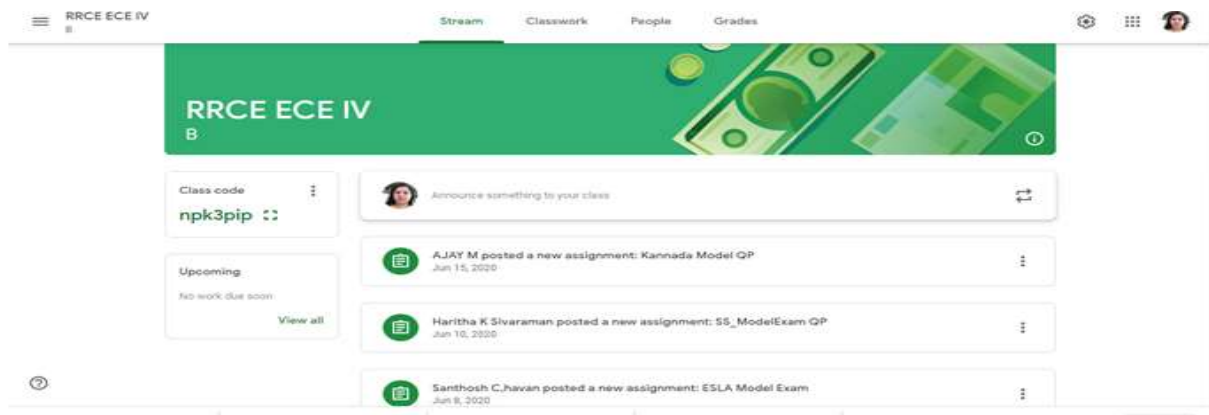 RRCE ECE IV
B
Stream Classwork People Grades
RRCE ECE IV
B
Class code
npk3pip
Upcoming
No work due soon
View all
Announce something to your class
AJAY M posted a new assignment: Kannada Model QP
Jun 15, 2020
Haritha K Sivaraman posted a new assignment: SS_ModelExam QP
Jun 10, 2020
Santhosh C,havan posted a new assignment: ESLA Model Exam
Jun 8, 2020